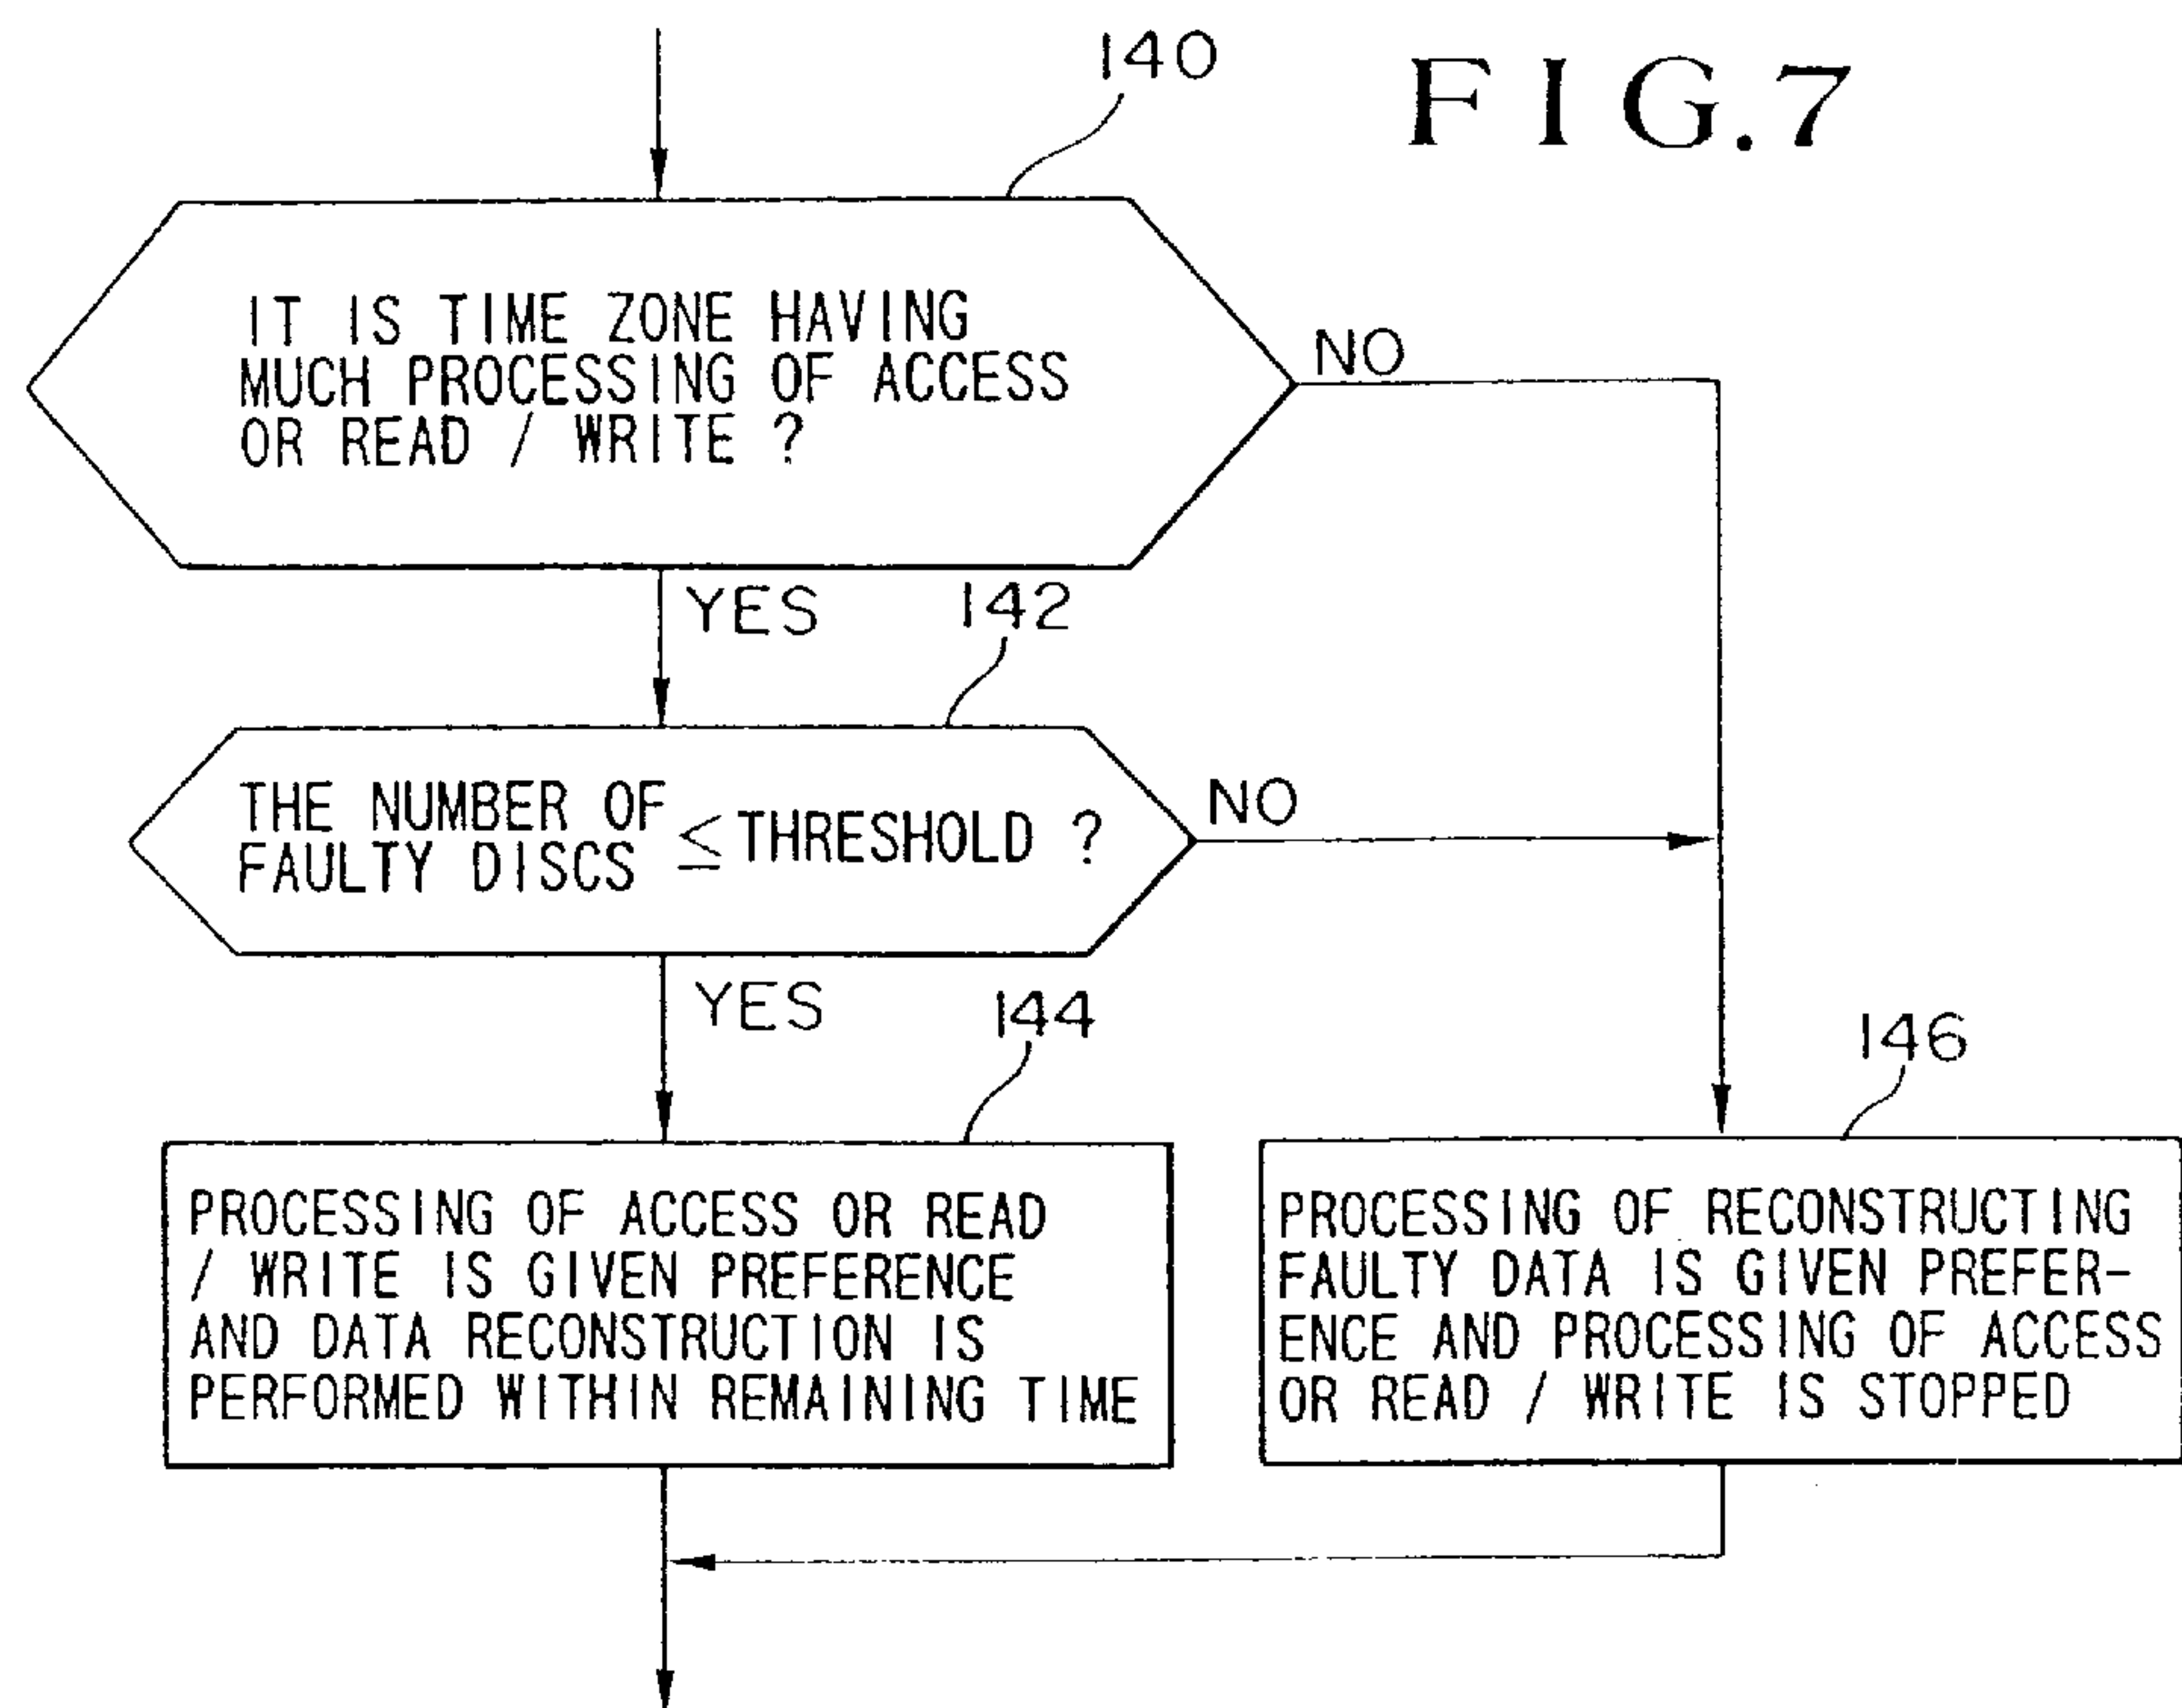 140
FIG.7
IT IS TIME ZONE HAVING
MUCH PROCESSING OF ACCESS
OR READ / WRITE ?
NO
YES
142
THE NUMBER OF
FAULTY DISCS ≦ THRESHOLD ?
NO
YES
144
146
PROCESSING OF ACCESS OR READ
/ WRITE IS GIVEN PREFERENCE
AND DATA RECONSTRUCTION IS
PERFORMED WITHIN REMAINING TIME
PROCESSING OF RECONSTRUCTING
FAULTY DATA IS GIVEN PREFER-
ENCE AND PROCESSING OF ACCESS
OR READ / WRITE IS STOPPED